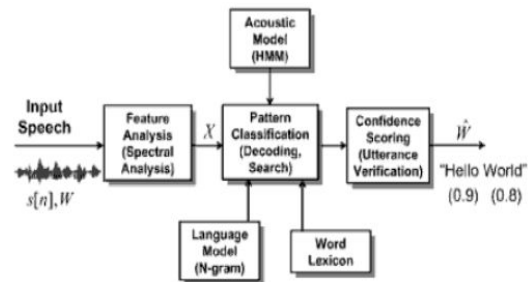 Acoustic
Model
(HMM)
Input
Speech
s[n], W
Feature
Analysis
(Spectral
Analysis)
X
Pattern
Classification
(Decoding,
Search)
Confidence
Scoring
(Utterance
Verification)
Ŵ
"Hello World"
(0.9) (0.8)
Language
Model
(N-gram)
Word
Lexicon